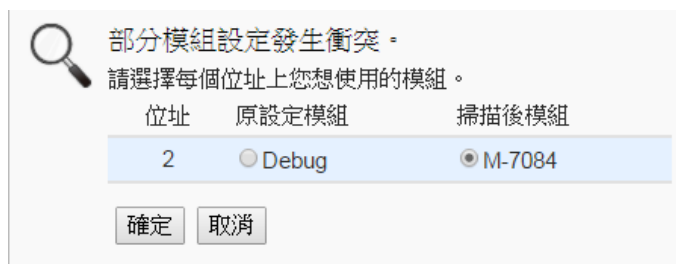 部分模組設定發生衝突。
請選擇每個位址上您想使用的模組。
位址 原設定模組 掃描後模組
2 Debug M-7084
確定 取消